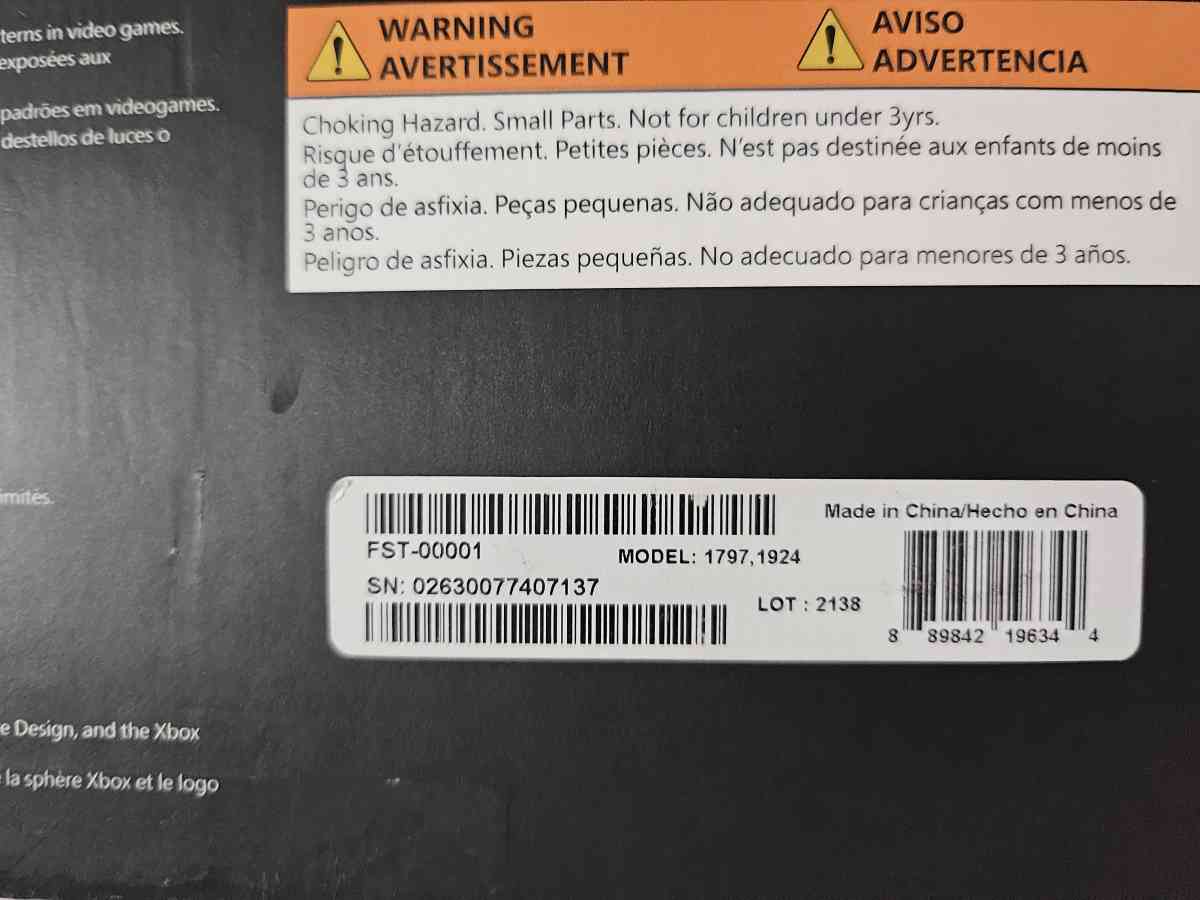 terns in video games.
exposées aux
padrões em videogames.
destellos de luces o
WARNING
AVERTISSEMENT
AVISO
ADVERTENCIA
Choking Hazard. Small Parts. Not for children under 3yrs.
Risque d'étouffement. Petites pièces. N'est pas destinée aux enfants de moins
de 3 ans.
Perigo de asfixia. Peças pequenas. Não adequado para crianças com menos de
3 anos.
Peligro de asfixia. Piezas pequeñas. No adecuado para menores de 3 años.
imités.
Made in China/Hecho en China
FST-00001
MODEL: 1797,1924
SN: 02630077407137
LOT : 2138
8 89842 19634 4
e Design, and the Xbox
la sphère Xbox et le logo